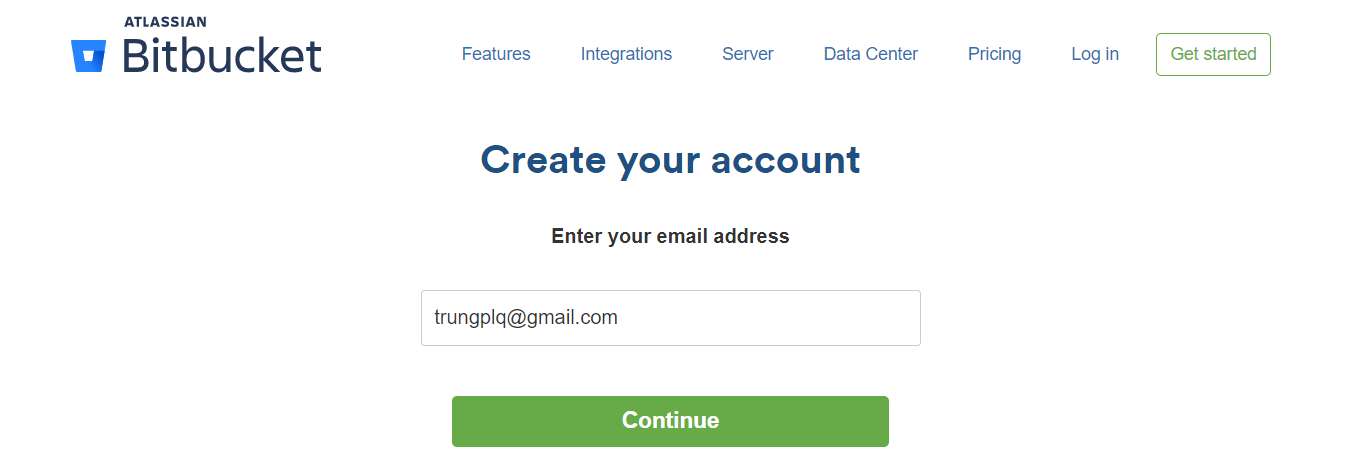 ATLASSIAN
Bitbucket
Features Integrations Server Data Center Pricing Log in Get started
Create your account
Enter your email address
trungplq@gmail.com
Continue